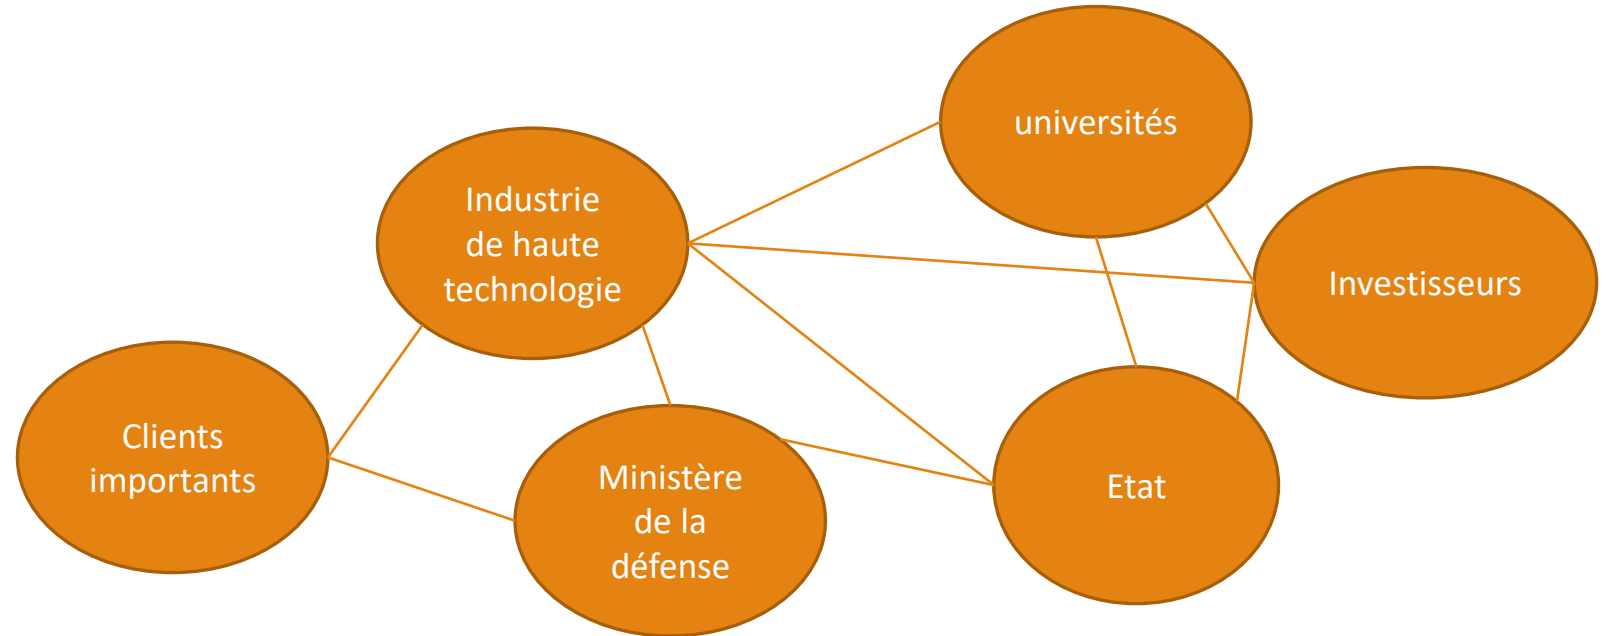 universités
Industrie
de haute
technologie
Investisseurs
Clients
importants
Ministère
de la
défense
Etat